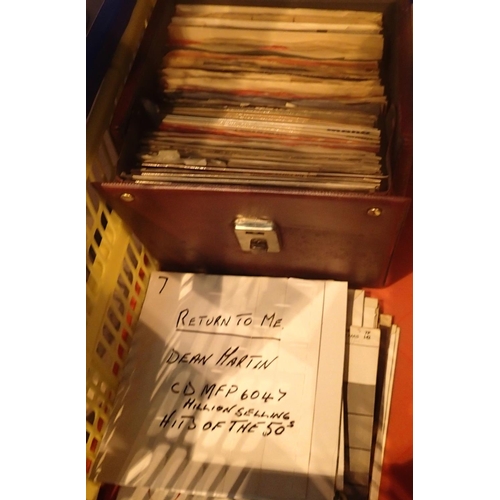 7
RETURN TO ME
DEAN MARTIN
CD MFP 6047
MILLION SELLING
HITS OF THE 50s